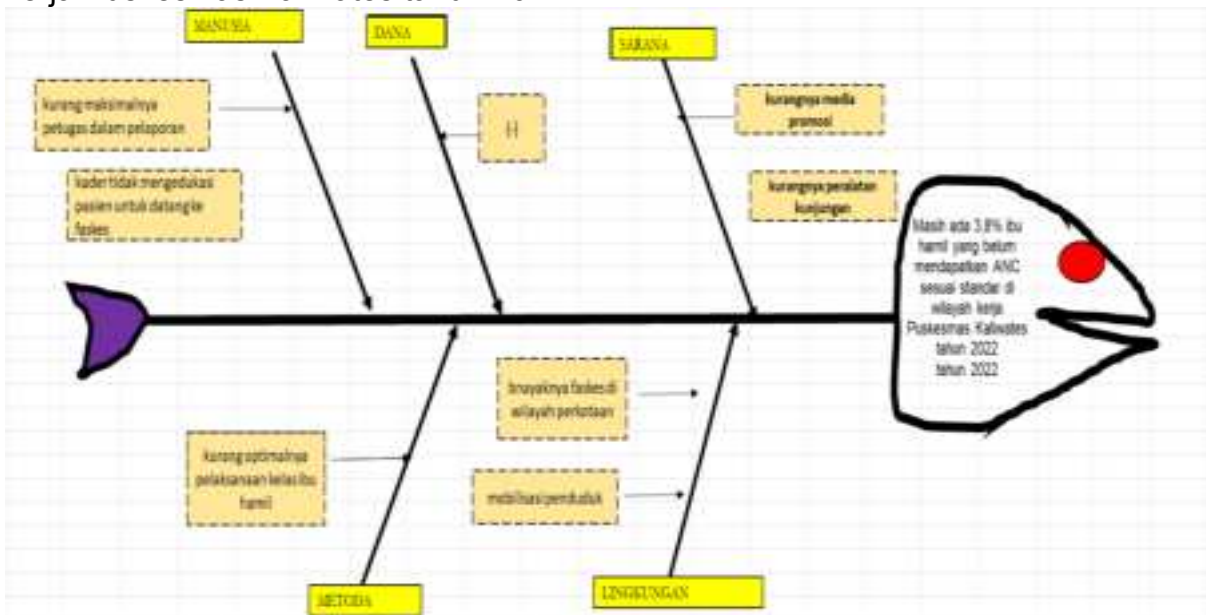 MANUSIA
DANA
SARANA
kurang maksimalnya
petugas dalam pelaporan
kader tidak mengedukasi
pasien untuk datang ke
faskes
(-)
kurangnya media
promosi
kurangnya peralatan
kunjungan
Masih ada 3.8% ibu
hamil yang belum
mendapatkan ANC
sesuai standar di
wilayah kerja
Puskesmas Kaliwates
tahun 2022
tahun 2022
bnayaknya faskes di
wilayah perkotaan
kurang optimalnya
pelaksanaan kelas ibu
hamil
mobilisasi penduduk
METODA
LINGKUNGAN